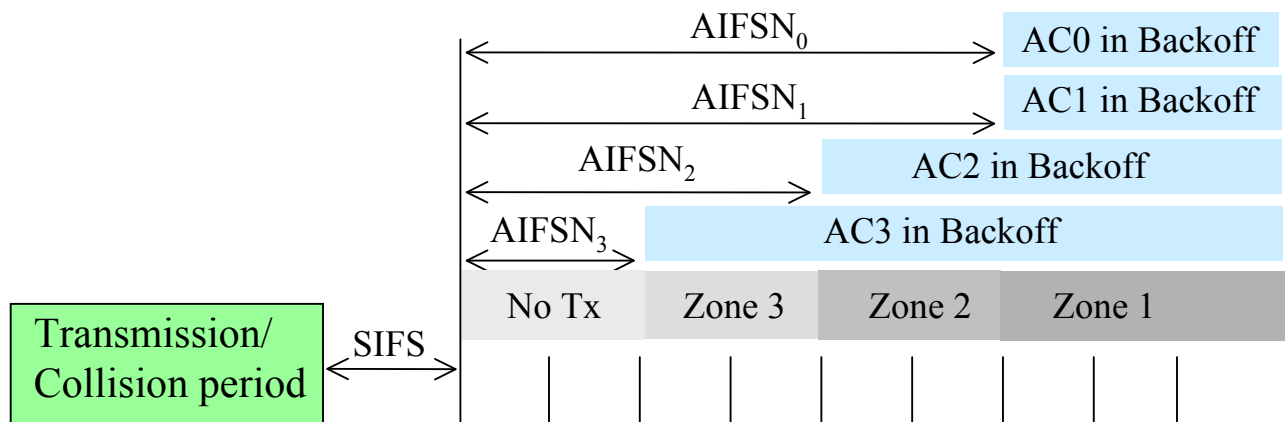 AIFSN₀
AC0 in Backoff
AIFSN₁
AC1 in Backoff
AIFSN₂
AC2 in Backoff
AIFSN₃
AC3 in Backoff
No Tx
Zone 3
Zone 2
Zone 1
Transmission/
Collision period
SIFS